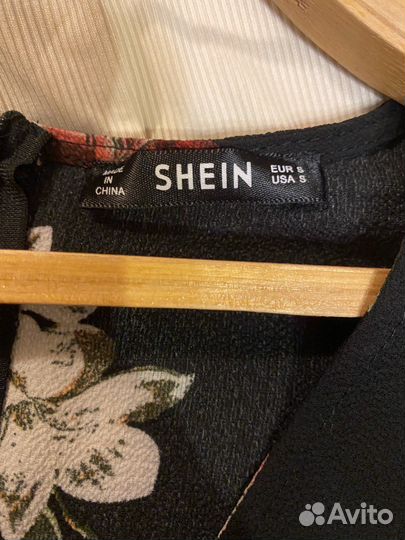 MADE
IN
CHINA
SHEIN
EUR S
USA S
Avito